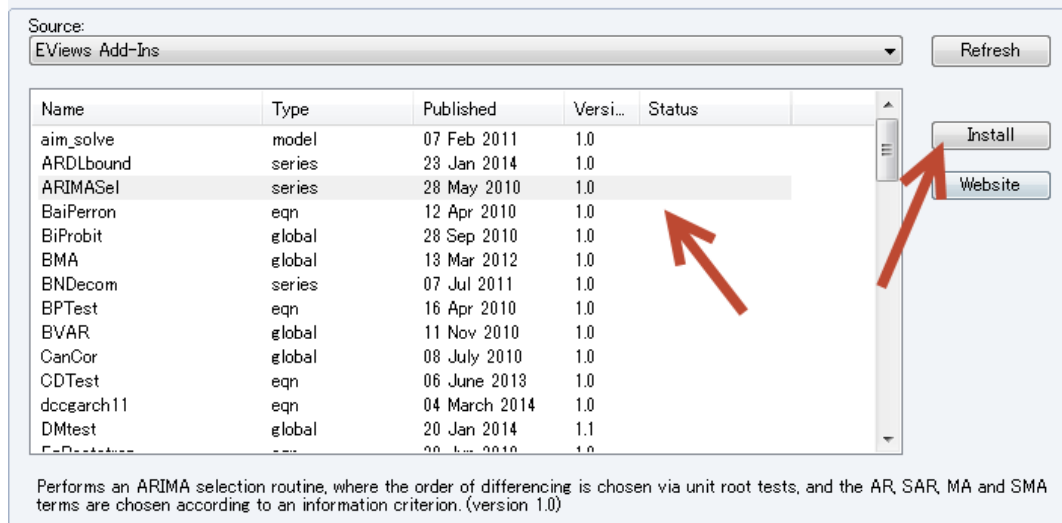 Source:
EViews Add-Ins
Refresh
Name Type Published Versi... Status
aim_solve model 07 Feb 2011 1.0
Install
ARDLbound series 23 Jan 2014 1.0
ARIMASel series 28 May 2010 1.0
Website
BaiPerron eqn 12 Apr 2010 1.0
BiProbit global 28 Sep 2010 1.0
BMA global 13 Mar 2012 1.0
BNDecom series 07 Jul 2011 1.0
BPTest eqn 16 Apr 2010 1.0
BVAR global 11 Nov 2010 1.0
CanCor global 08 July 2010 1.0
CDTest eqn 06 June 2013 1.0
dccgarch11 eqn 04 March 2014 1.0
DMtest global 20 Jan 2014 1.1
Performs an ARIMA selection routine, where the order of differencing is chosen via unit root tests, and the AR, SAR, MA and SMA
terms are chosen according to an information criterion. (version 1.0)